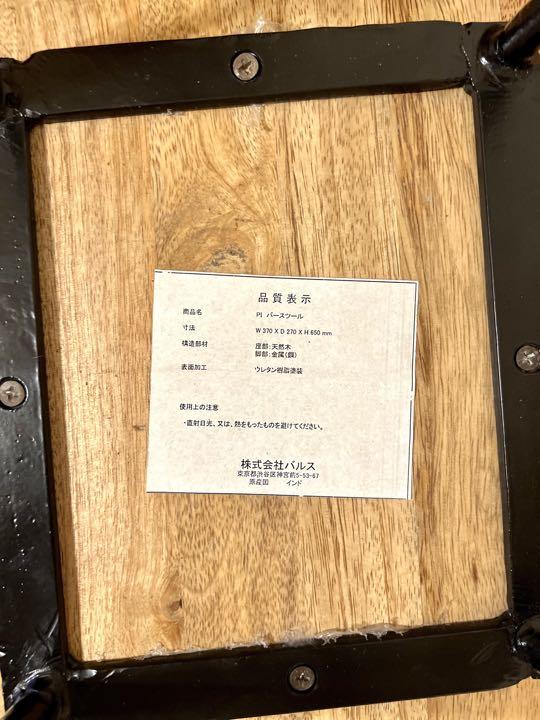 品質表示
商品名 PI バースツール
寸法 W 370 X D 270 X H 650 mm
構造部材 座部:天然木
脚部:金属(鋼)
表面加工 ウレタン樹脂塗装
使用上の注意
・直射日光、又は、熱をもったものを避けてください。
株式会社バルス
東京都渋谷区神宮前5-53-67
原産国 インド